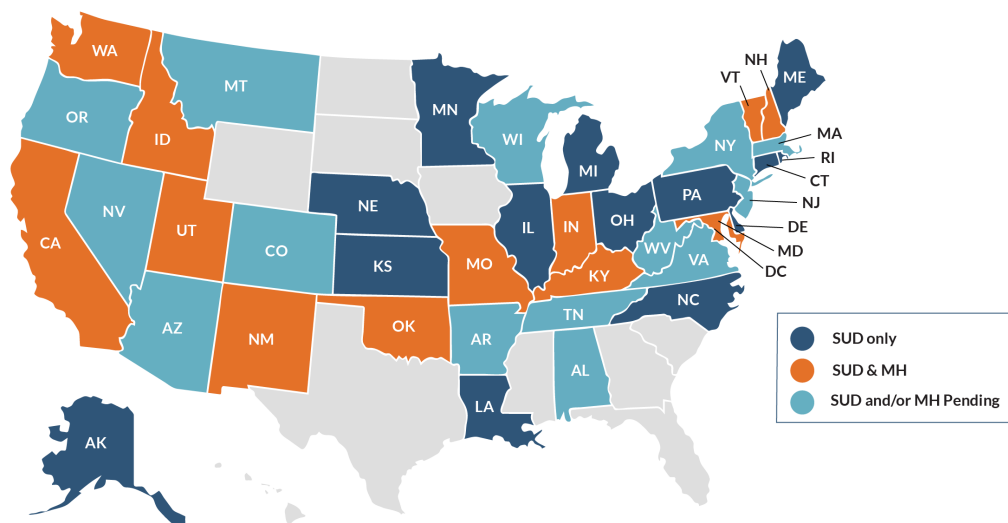 WA
MT
OR
ID
MN
WI
NY
VT
NH
ME
MA
RI
CT
NJ
DE
MD
DC
MI
NV
UT
CA
CO
NE
KS
IL
IN
OH
PA
WV
VA
MO
KY
AZ
NM
OK
AR
TN
NC
AL
LA
AK
SUD only
SUD & MH
SUD and/or MH Pending